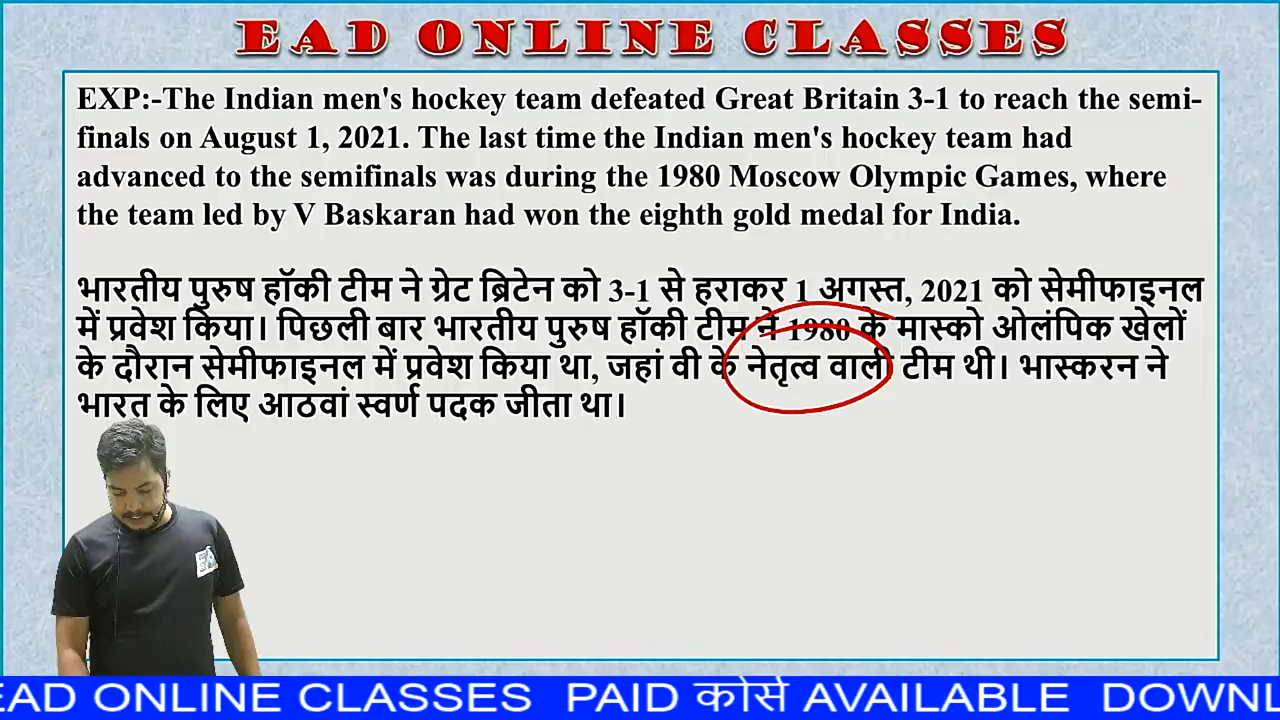 EAD ONLINE CLASSES
EXP:-The Indian men's hockey team defeated Great Britain 3-1 to reach the semi-
finals on August 1, 2021. The last time the Indian men's hockey team had
advanced to the semifinals was during the 1980 Moscow Olympic Games, where
the team led by V Baskaran had won the eighth gold medal for India.
भारतीय पुरुष हॉकी टीम ने ग्रेट ब्रिटेन को 3-1 से हराकर 1 अगस्त, 2021 को सेमीफाइनल
में प्रवेश किया। पिछली बार भारतीय पुरुष हॉकी टीम ने 1980 के मास्को ओलंपिक खेलों
के दौरान सेमीफाइनल में प्रवेश किया था, जहां वी के नेतृत्व वाली टीम थी। भास्करन ने
भारत के लिए आठवां स्वर्ण पदक जीता था।
EAD ONLINE CLASSES PAID कोर्स AVAILABLE DOWNL